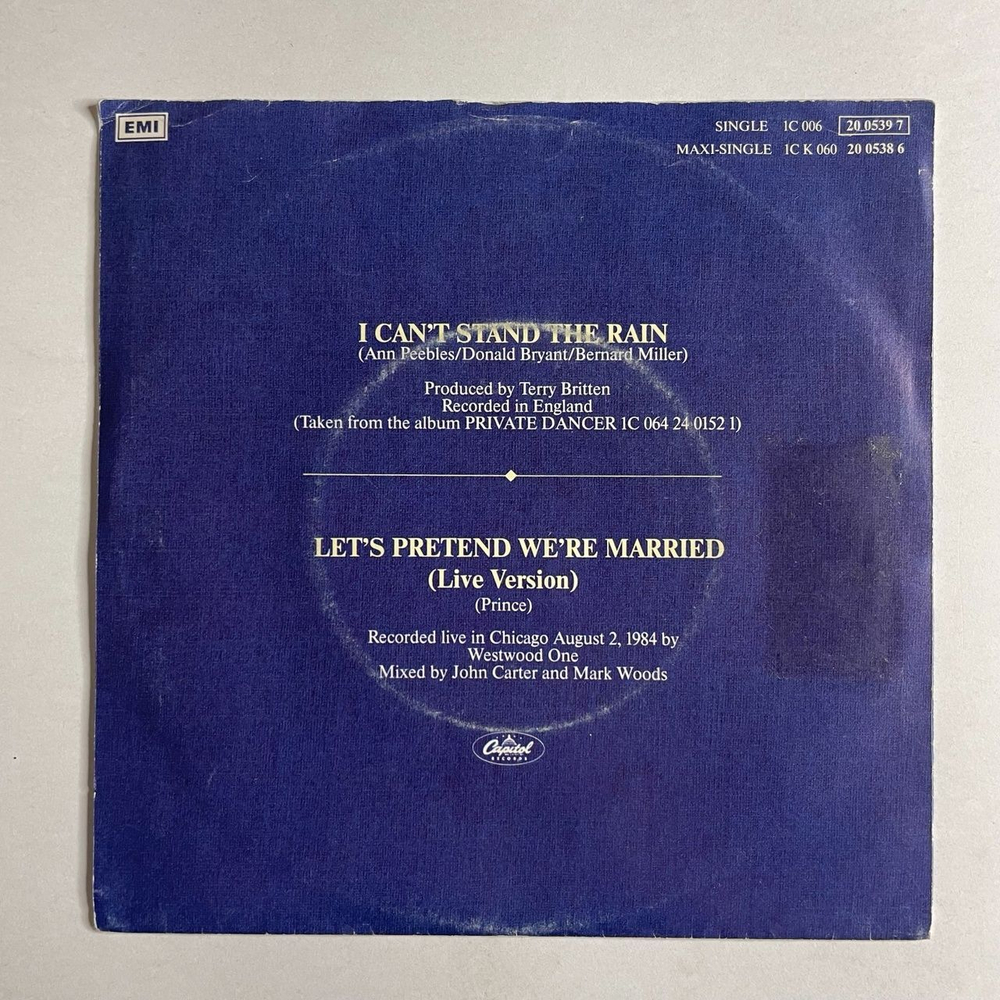 EMI
SINGLE 1C 006 20 0539 7
MAXI-SINGLE 1C K 060 20 0538 6
I CAN'T STAND THE RAIN
(Ann Peebles/Donald Bryant/Bernard Miller)
Produced by Terry Britten
Recorded in England
(Taken from the album PRIVATE DANCER 1C 064 24 0152 1)
LET'S PRETEND WE'RE MARRIED
(Live Version)
(Prince)
Recorded live in Chicago August 2, 1984 by
Westwood One
Mixed by John Carter and Mark Woods
Capitol
RECORDS